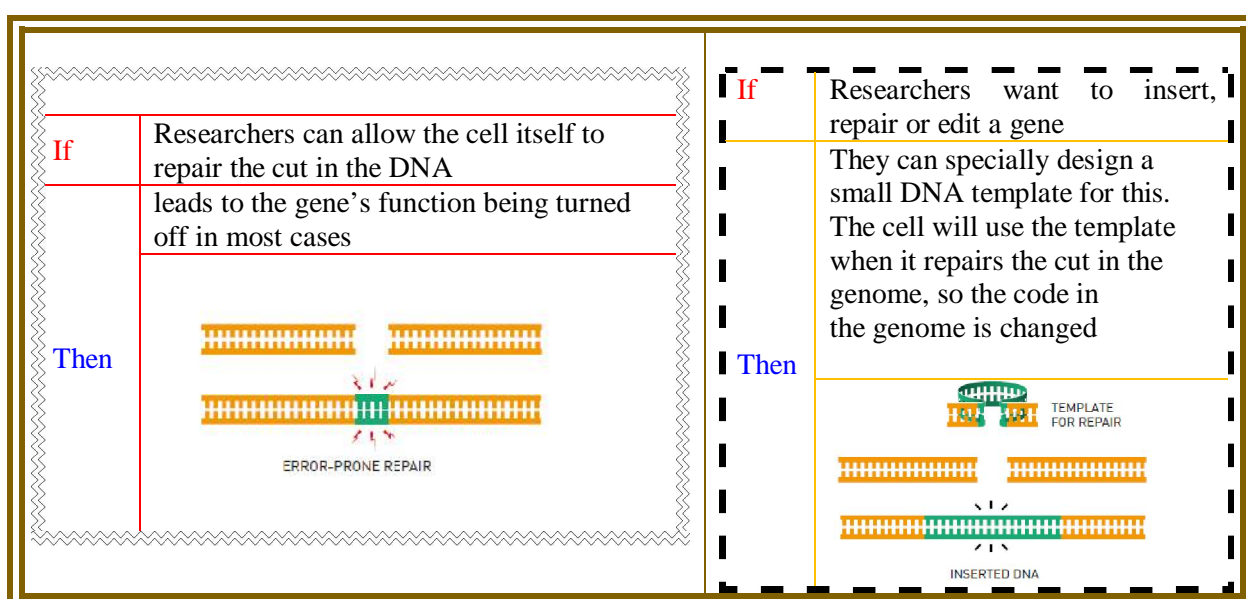 If
Researchers can allow the cell itself to
repair the cut in the DNA
Then
leads to the gene’s function being turned
off in most cases
ERROR-PRONE REPAIR
If
Researchers want to insert,
repair or edit a gene
Then
They can specially design a
small DNA template for this.
The cell will use the template
when it repairs the cut in the
genome, so the code in
the genome is changed
TEMPLATE
FOR REPAIR
INSERTED DNA